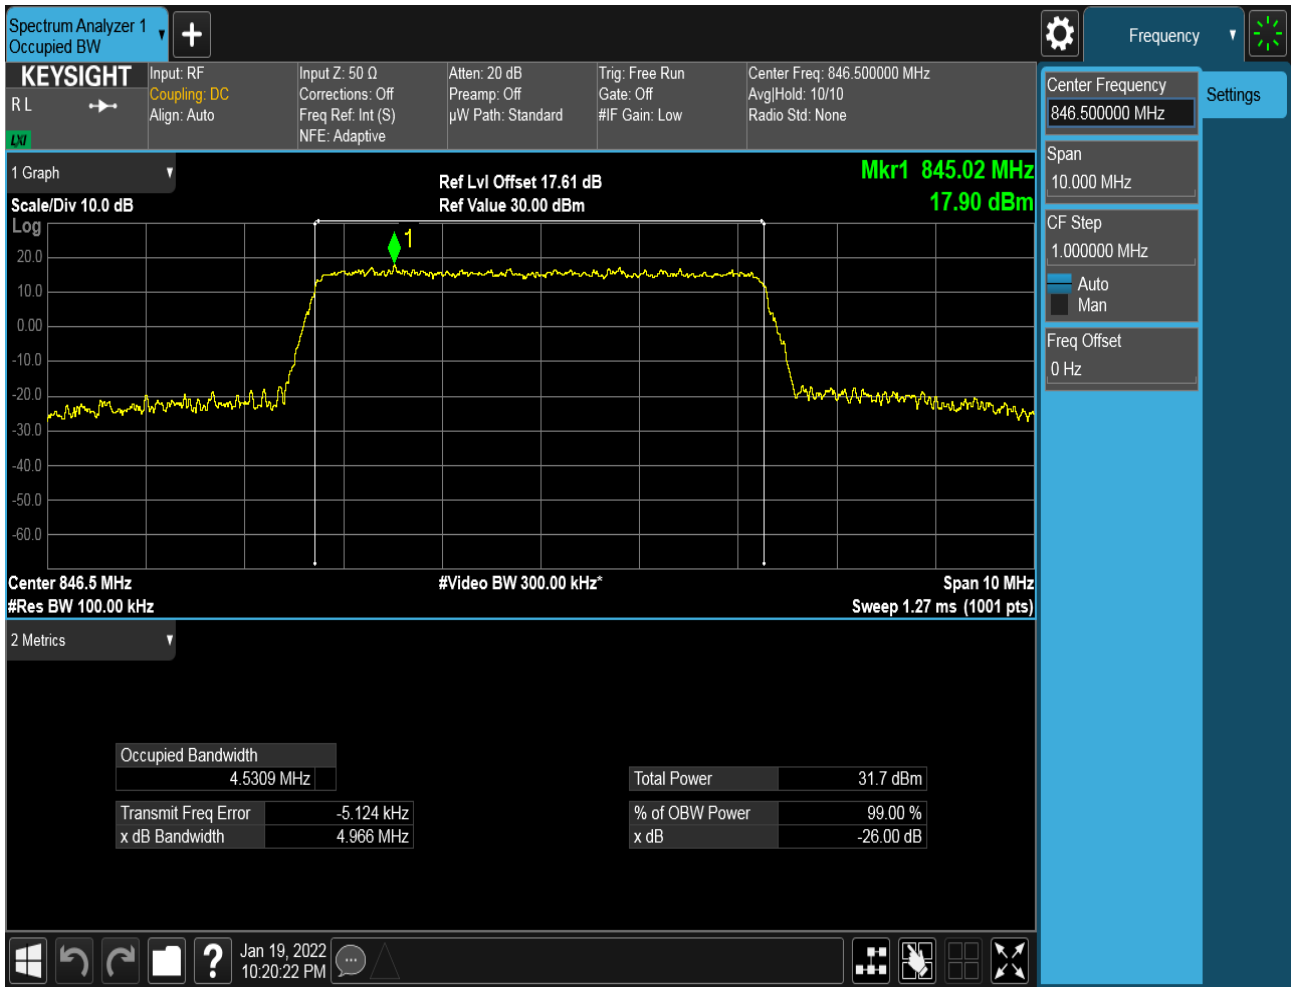 Spectrum Analyzer 1
Occupied BW
+
Frequency
KEYSIGHT
R L
LXI
Input: RF
Coupling: DC
Align: Auto
Input Z: 50 Ω
Corrections: Off
Freq Ref: Int (S)
NFE: Adaptive
Atten: 20 dB
Preamp: Off
µW Path: Standard
Trig: Free Run
Gate: Off
#IF Gain: Low
Center Freq: 846.500000 MHz
Avg|Hold: 10/10
Radio Std: None
Center Frequency
846.500000 MHz
Settings
Span
10.000 MHz
CF Step
1.000000 MHz
Auto
Man
Freq Offset
0 Hz
1 Graph
Scale/Div 10.0 dB
Log
Ref Lvl Offset 17.61 dB
Ref Value 30.00 dBm
Mkr1 845.02 MHz
17.90 dBm
1
20.0
10.0
0.00
-10.0
-20.0
-30.0
-40.0
-50.0
-60.0
Center 846.5 MHz
#Res BW 100.00 kHz
#Video BW 300.00 kHz*
Span 10 MHz
Sweep 1.27 ms (1001 pts)
2 Metrics
Occupied Bandwidth
4.5309 MHz
Transmit Freq Error -5.124 kHz
x dB Bandwidth 4.966 MHz
Total Power 31.7 dBm
% of OBW Power 99.00 %
x dB -26.00 dB
?
Jan 19, 2022
10:20:22 PM